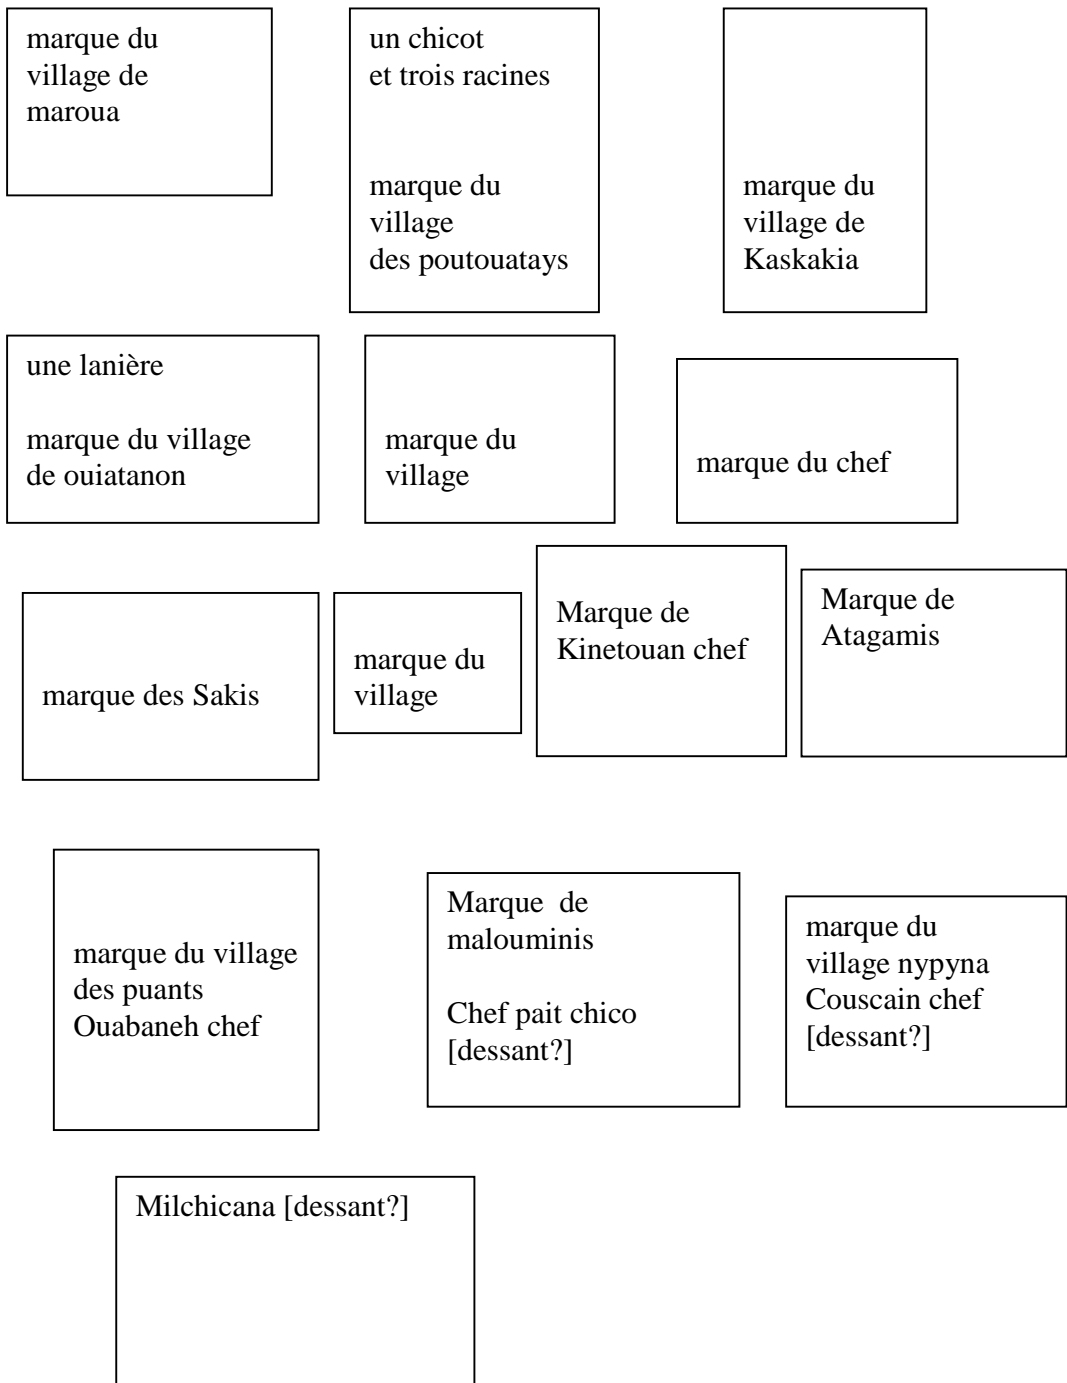 marque du
village de
maroua
un chicot
et trois racines
marque du
village
des poutouatays
marque du
village de
Kaskakia
une lanière
marque du village
de ouiatanon
marque du
village
marque du chef
marque des Sakis
marque du
village
Marque de
Kinetouan chef
Marque de
Atagamis
marque du village
des puants
Ouabaneh chef
Marque de
malouminis
Chef pait chico
[dessant?]
marque du
village nypyna
Couscain chef
[dessant?]
Milchicana [dessant?]